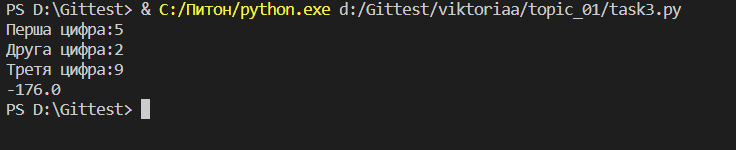 PS D:\Gittest> & C:/Питон/python.exe d:/Gittest/viktoriaa/topic_01/task3.py
Перша цифра:5
Друга цифра:2
Третя цифра:9
-176.0
PS D:\Gittest>